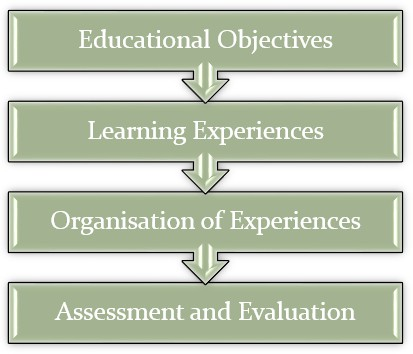 Educational Objectives
Learning Experiences
Organisation of Experiences
Assessment and Evaluation